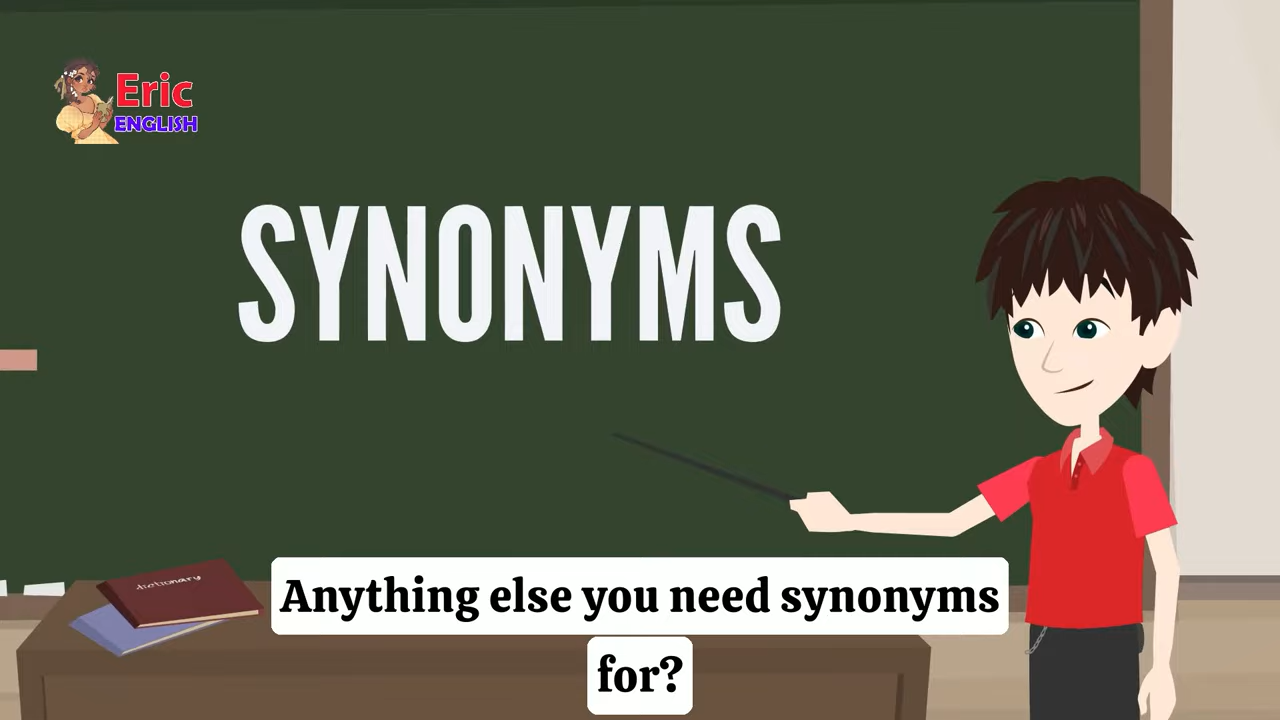 Eric
ENGLISH
SYNONYMS
dictionary
Anything else you need synonyms
for?